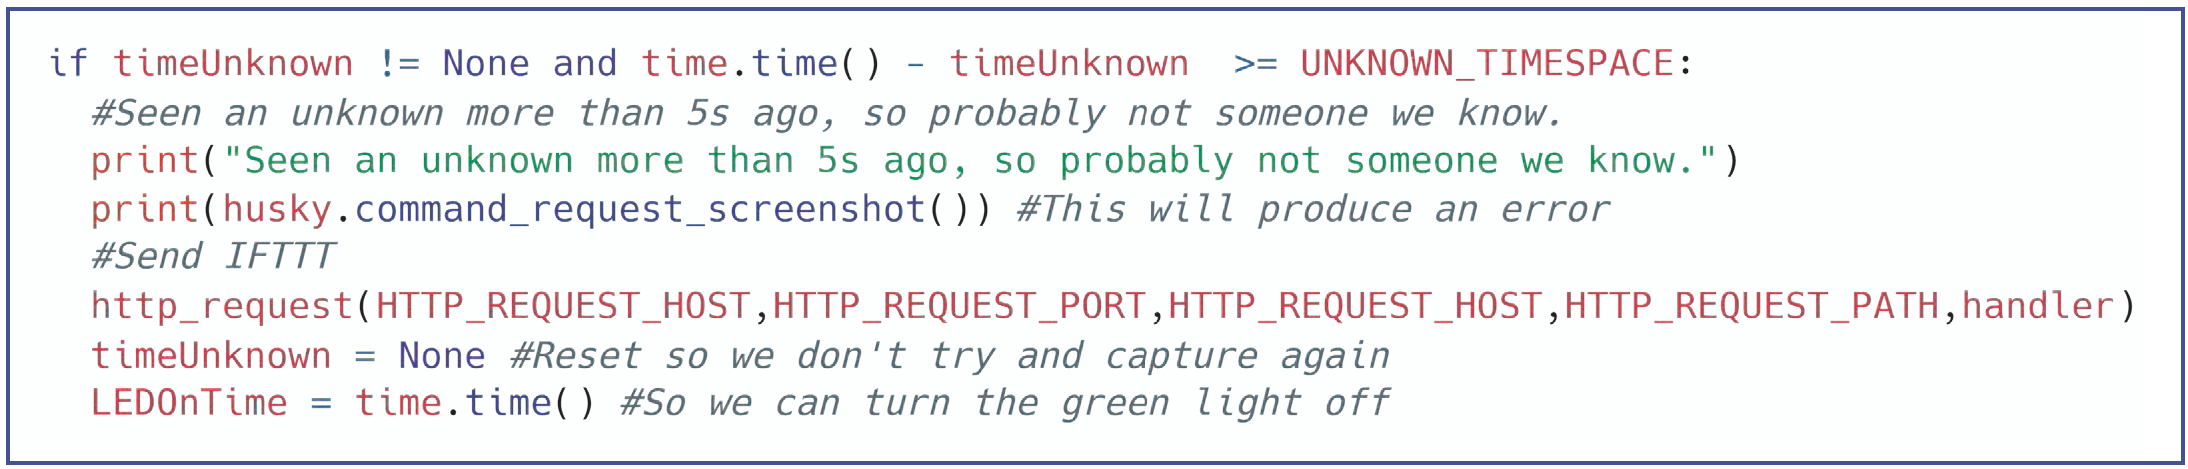 if timeUnknown != None and time.time() - timeUnknown  >= UNKNOWN_TIMESPACE:
  #Seen an unknown more than 5s ago, so probably not someone we know.
  print("Seen an unknown more than 5s ago, so probably not someone we know.")
  print(husky.command_request_screenshot()) #This will produce an error
  #Send IFTTT
  http_request(HTTP_REQUEST_HOST,HTTP_REQUEST_PORT,HTTP_REQUEST_HOST,HTTP_REQUEST_PATH,handler)
  timeUnknown = None #Reset so we don't try and capture again
  LEDOnTime = time.time() #So we can turn the green light off